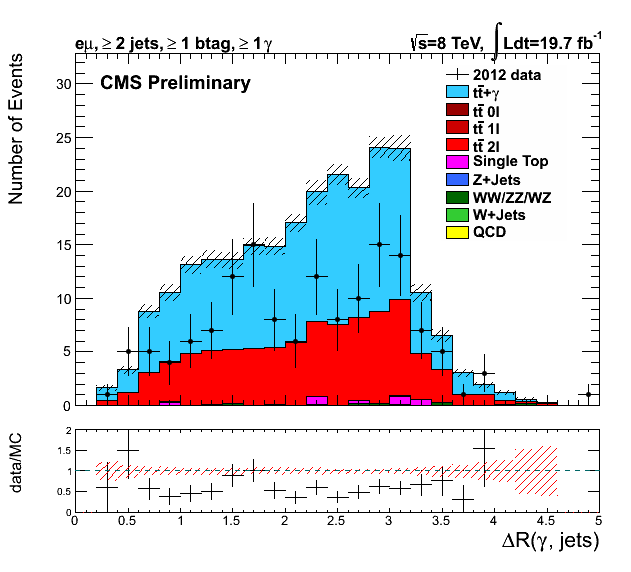 eμ, ≥ 2 jets, ≥ 1 btag, ≥ 1 γ
√s=8 TeV, ∫Ldt=19.7 fb⁻¹
CMS Preliminary
Number of Events
30
25
20
15
10
5
0
2012 data
tt̄+γ
tt̄ 0l
tt̄ 1l
tt̄ 2l
Single Top
Z+Jets
WW/ZZ/WZ
W+Jets
QCD
data/MC
2
1.5
1
0.5
0
0 0.5 1 1.5 2 2.5 3 3.5 4 4.5 5
ΔR(γ, jets)